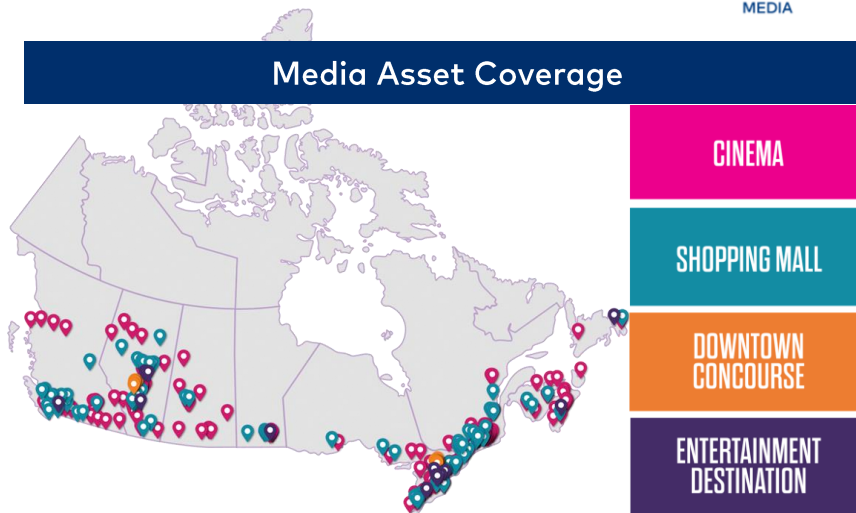 MEDIA
Media Asset Coverage
CINEMA
SHOPPING MALL
DOWNTOWN
CONCOURSE
ENTERTAINMENT
DESTINATION